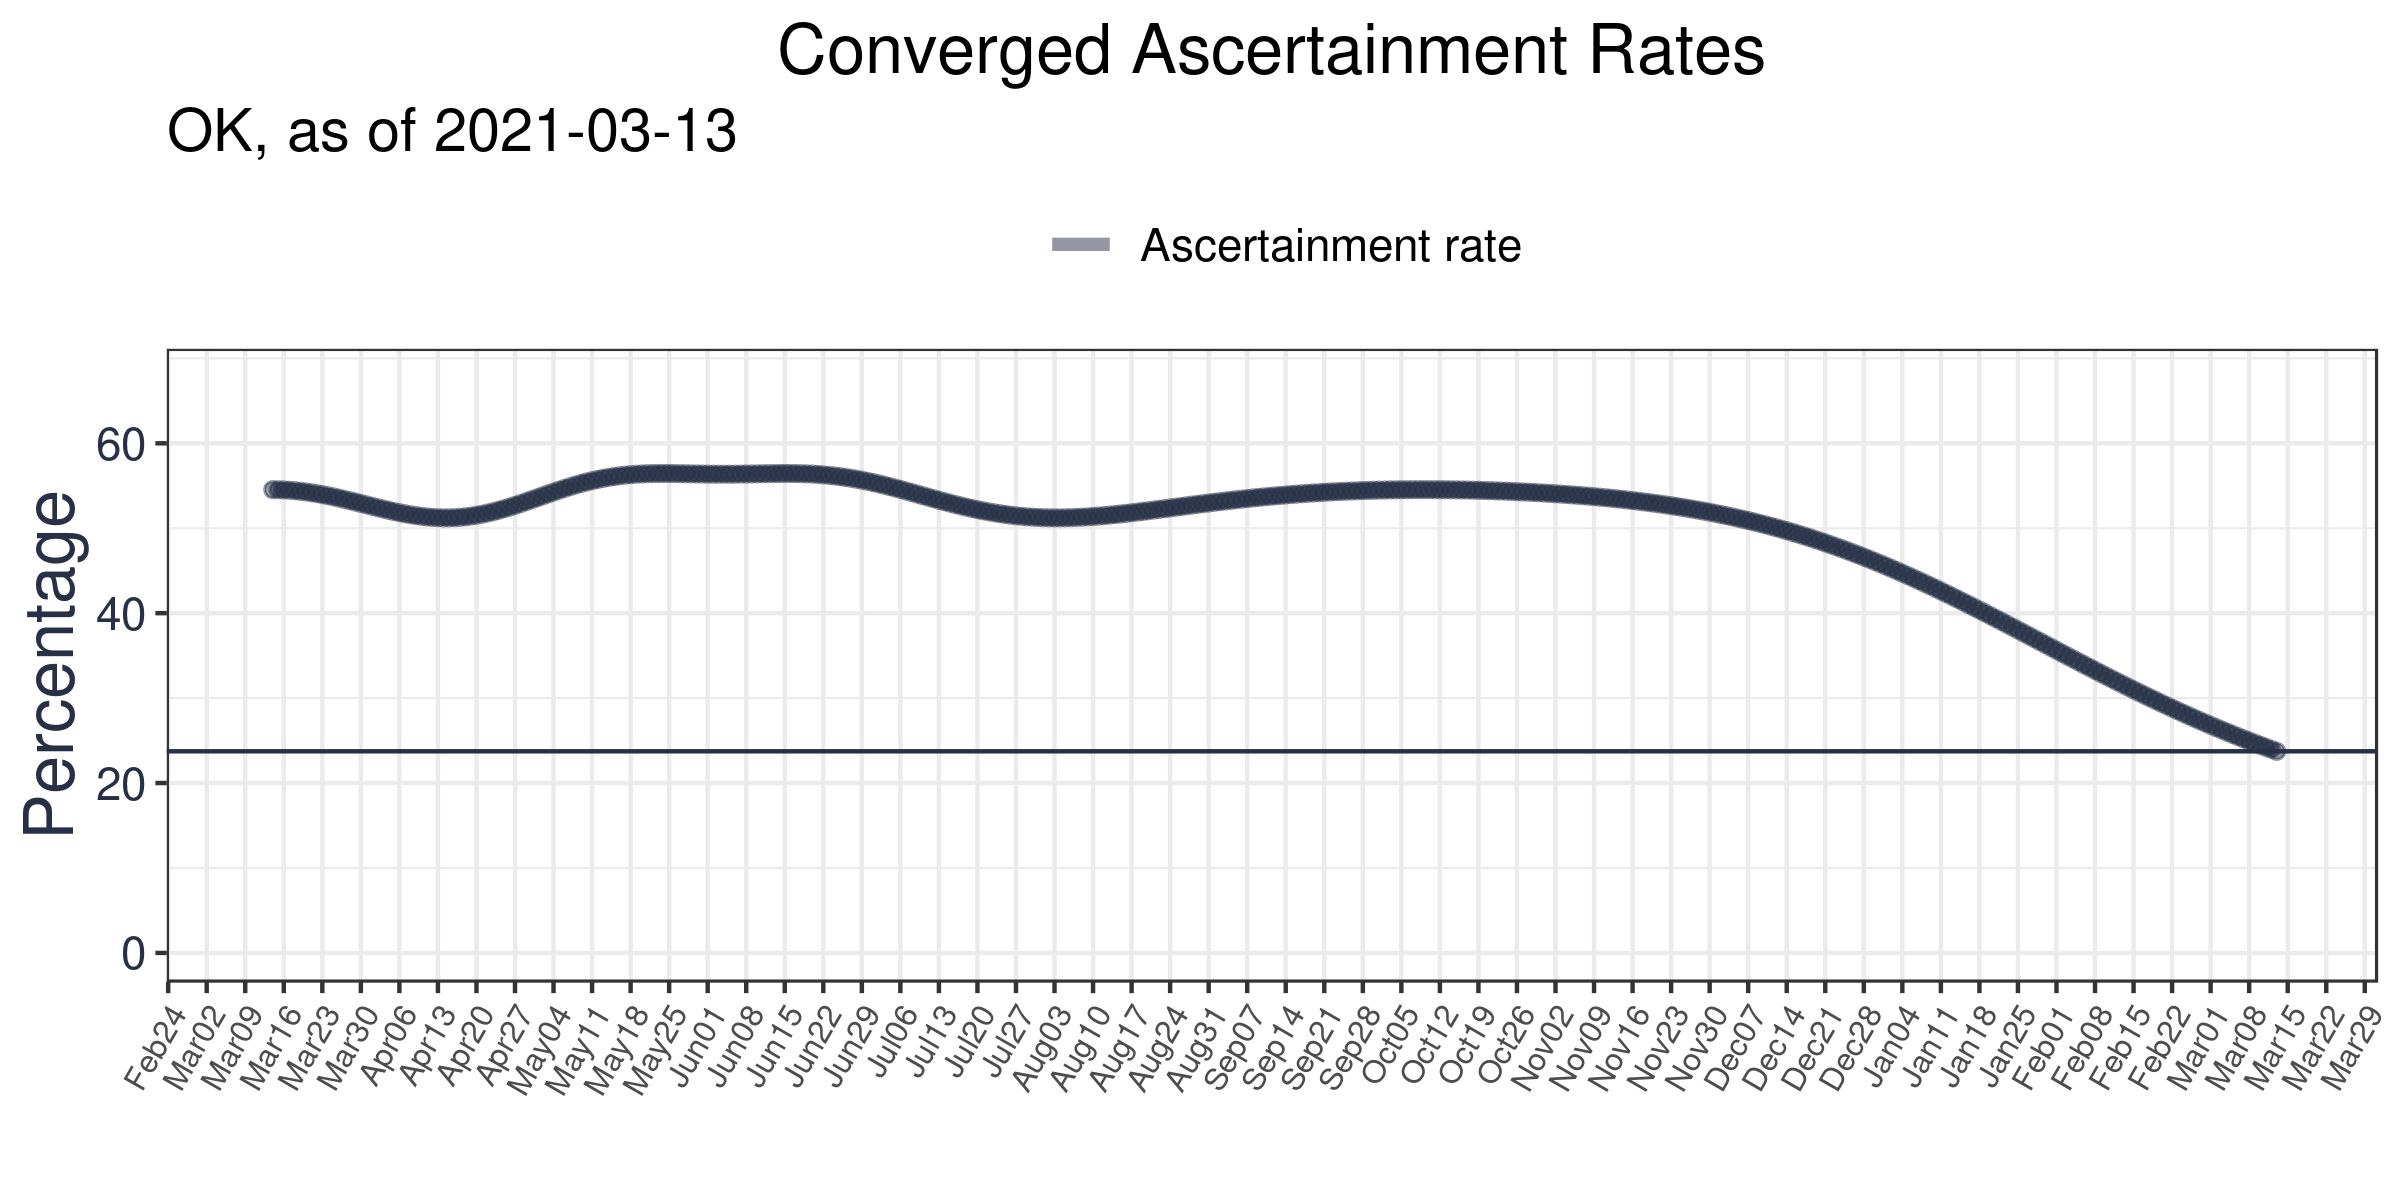 Converged Ascertainment Rates
OK, as of 2021-03-13
Ascertainment rate
Percentage
60
40
20
0
Feb24 Mar02 Mar09 Mar16 Mar23 Mar30 Apr06 Apr13 Apr20 Apr27 May04 May11 May18 May25 Jun01 Jun08 Jun15 Jun22 Jun29 Jul06 Jul13 Jul20 Jul27 Aug03 Aug10 Aug17 Aug24 Aug31 Sep07 Sep14 Sep21 Sep28 Oct05 Oct12 Oct19 Oct26 Nov02 Nov09 Nov16 Nov23 Nov30 Dec07 Dec14 Dec21 Dec28 Jan04 Jan11 Jan18 Jan25 Feb01 Feb08 Feb15 Feb22 Mar01 Mar08 Mar15 Mar22 Mar29